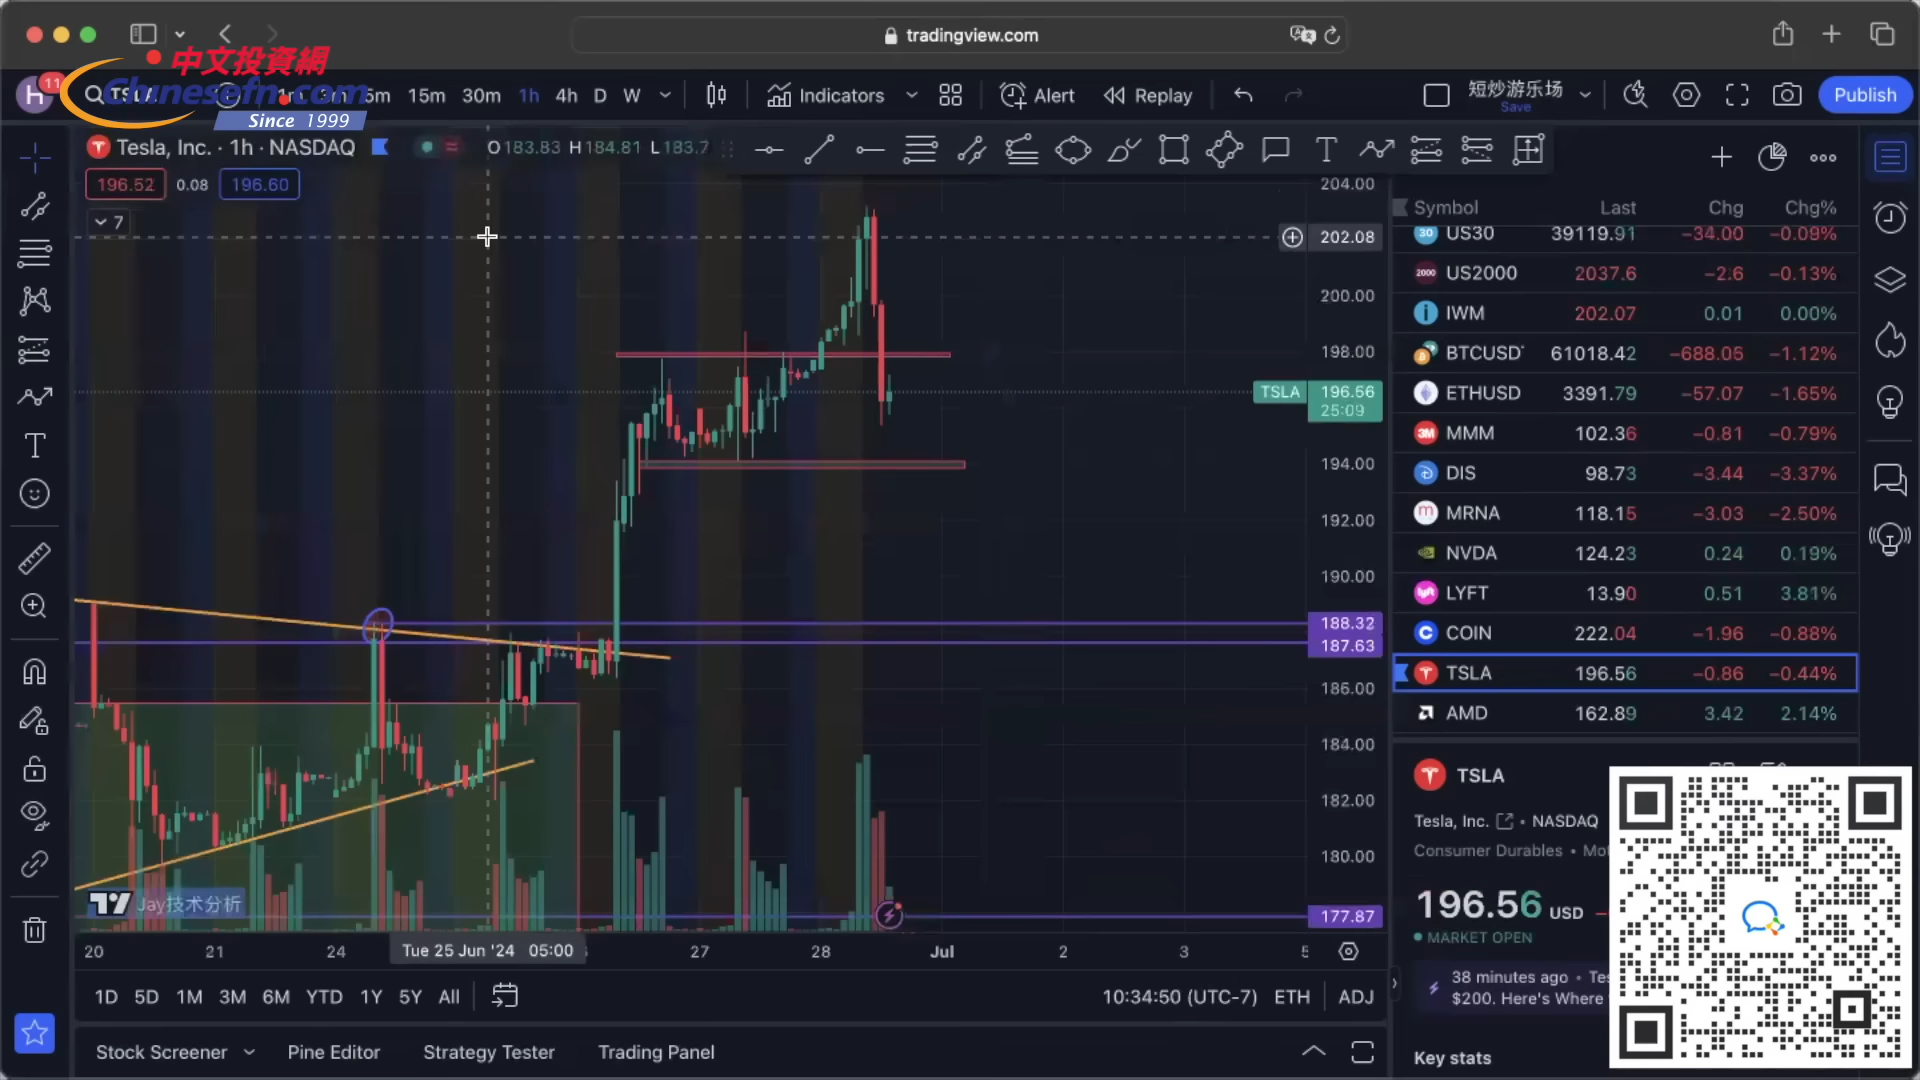 tradingview.com
中文投資網
Chinesefn.com
Since 1999
H
11
TSLA
5m 15m 30m 1h 4h D W
Indicators
Alert
Replay
短炒游乐场
Save
Publish
Tesla, Inc. · 1h · NASDAQ
O183.83 H184.81 L183.7
196.52 0.08 196.60
7
204.00
202.08
200.00
198.00
TSLA 196.56
25:09
194.00
192.00
190.00
188.32
187.63
186.00
184.00
182.00
180.00
177.87
Jay技术分析
20 21 24 Tue 25 Jun '24 05:00 27 28 Jul 2 3 5
1D 5D 1M 3M 6M YTD 1Y 5Y All
10:34:50 (UTC-7) ETH ADJ
Stock Screener Pine Editor Strategy Tester Trading Panel
Symbol Last Chg Chg%
US30 39119.91 −34.00 −0.09%
US2000 2037.6 −2.6 −0.13%
IWM 202.07 0.01 0.00%
BTCUSD 61018.42 −688.05 −1.12%
ETHUSD 3391.79 −57.07 −1.65%
MMM 102.36 −0.81 −0.79%
DIS 98.73 −3.44 −3.37%
MRNA 118.15 −3.03 −2.50%
NVDA 124.23 0.24 0.19%
LYFT 13.90 0.51 3.81%
COIN 222.04 −1.96 −0.88%
TSLA 196.56 −0.86 −0.44%
AMD 162.89 3.42 2.14%
TSLA
Tesla, Inc. • NASDAQ
Consumer Durables • Mot
196.56 USD
MARKET OPEN
38 minutes ago • Tes
$200. Here's Where
Key stats